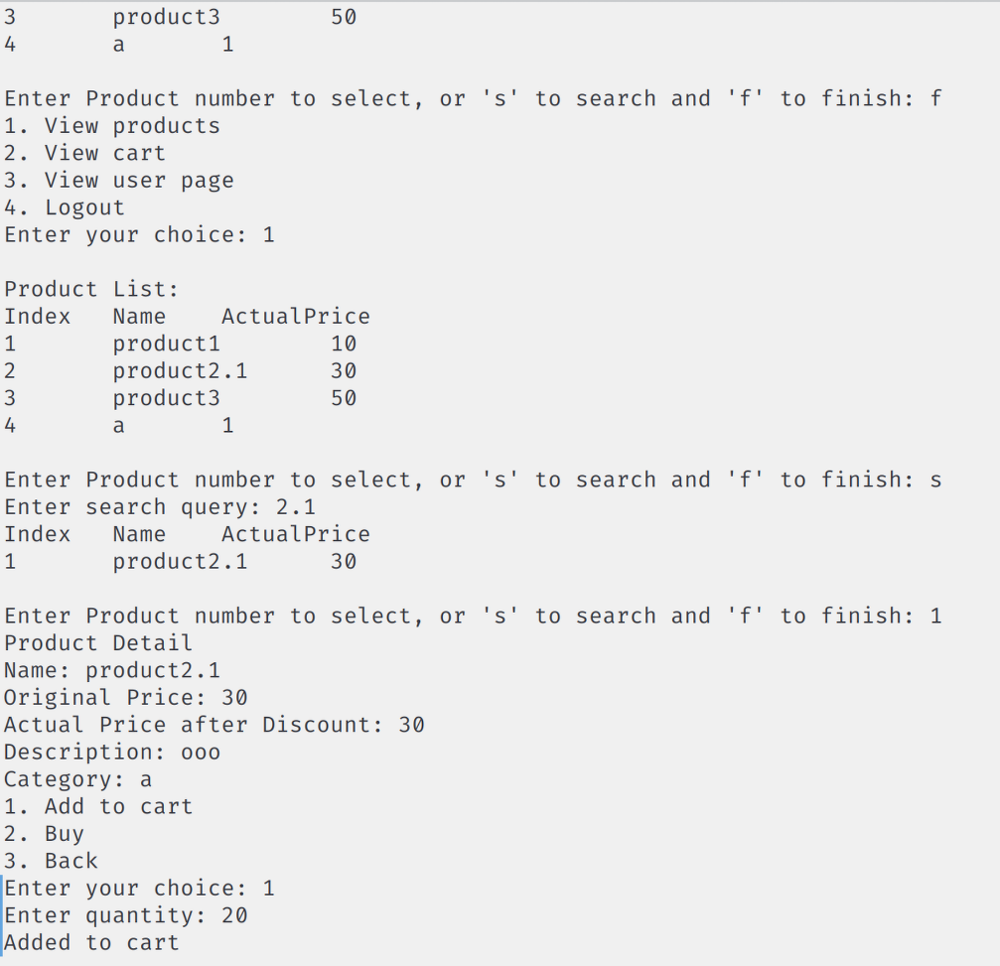 3       product3        50
4       a       1

Enter Product number to select, or 's' to search and 'f' to finish: f
1. View products
2. View cart
3. View user page
4. Logout
Enter your choice: 1

Product List:
Index   Name    ActualPrice
1       product1        10
2       product2.1      30
3       product3        50
4       a       1

Enter Product number to select, or 's' to search and 'f' to finish: s
Enter search query: 2.1
Index   Name    ActualPrice
1       product2.1      30

Enter Product number to select, or 's' to search and 'f' to finish: 1
Product Detail
Name: product2.1
Original Price: 30
Actual Price after Discount: 30
Description: ooo
Category: a
1. Add to cart
2. Buy
3. Back
Enter your choice: 1
Enter quantity: 20
Added to cart